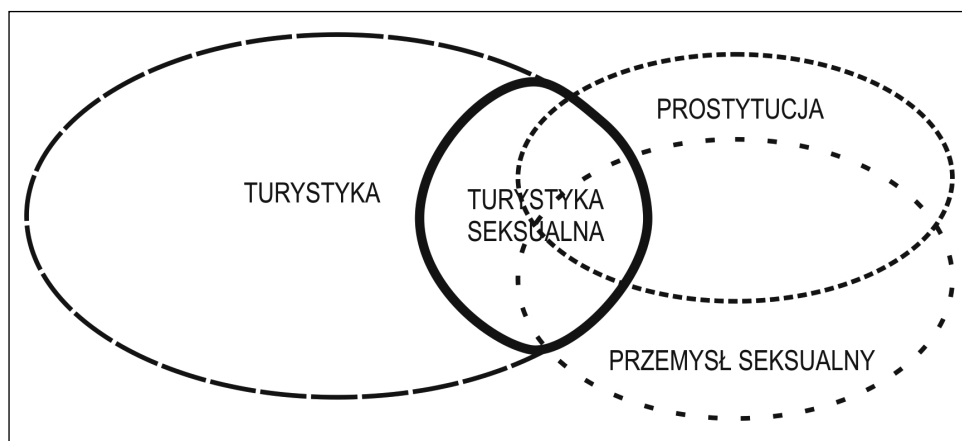 PROSTYTUCJA
TURYSTYKA
TURYSTYKA
SEKSUALNA
PRZEMYSŁ SEKSUALNY